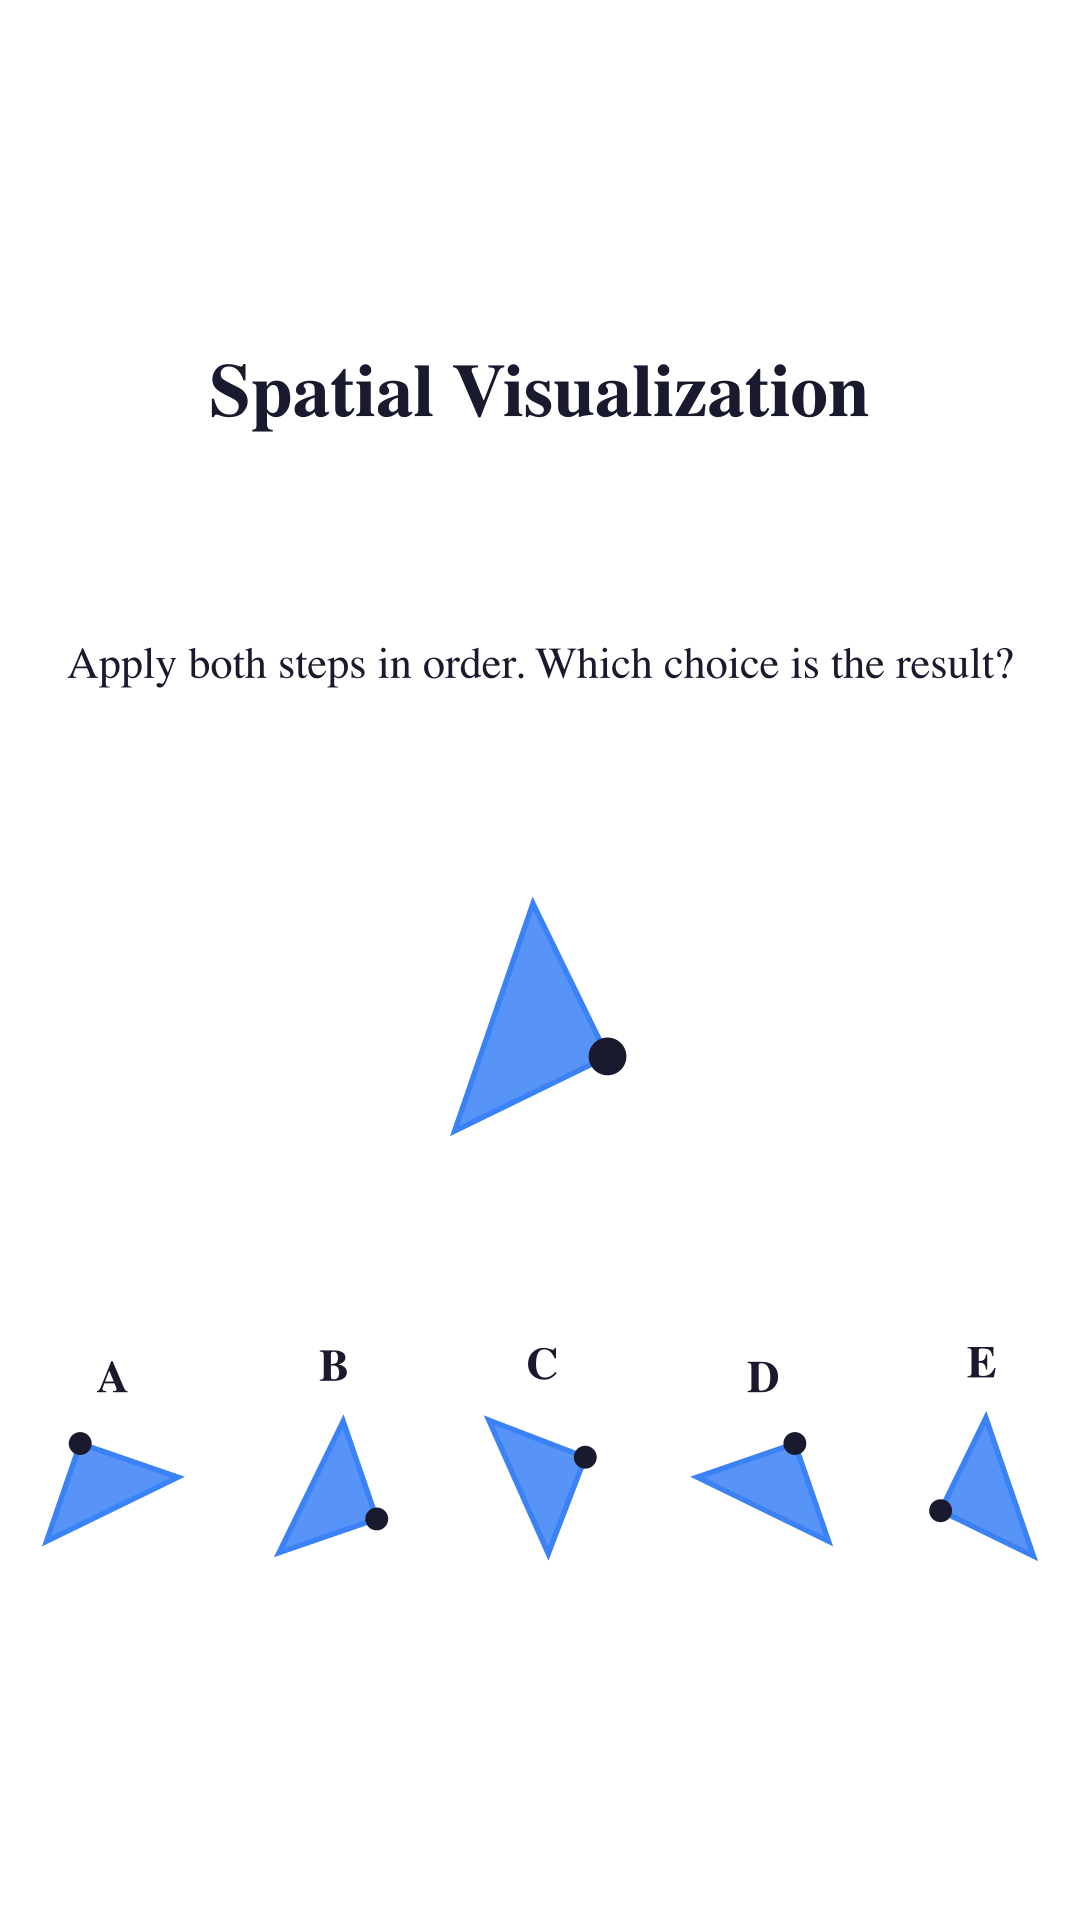 Spatial Visualization
Apply both steps in order. Which choice is the result?
A
B
C
D
E